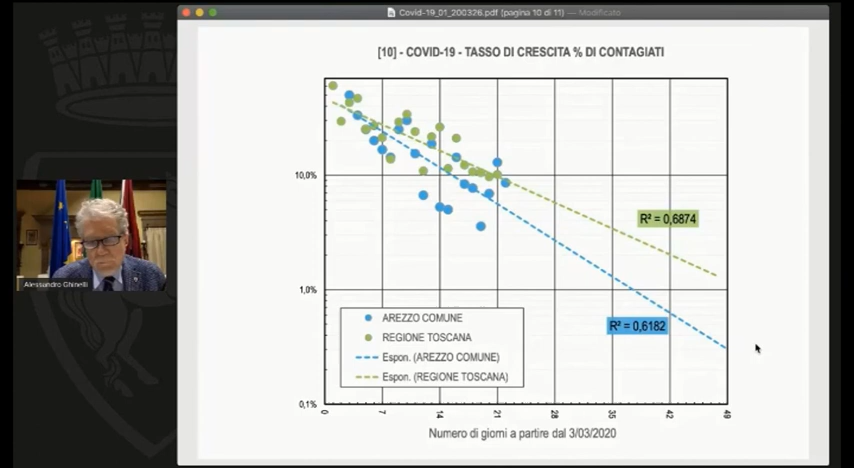 Covid-19_01_200326.pdf (pagina 10 di 11) — Modificato
[10] - COVID-19 - TASSO DI CRESCITA % DI CONTAGIATI
10,0%
R² = 0,6874
1,0%
AREZZO COMUNE
R² = 0,6182
REGIONE TOSCANA
Espon. (AREZZO COMUNE)
Espon. (REGIONE TOSCANA)
0,1%
0 7 14 21 28 35 42 49
Numero di giorni a partire dal 3/03/2020
Alessandro Ghinelli